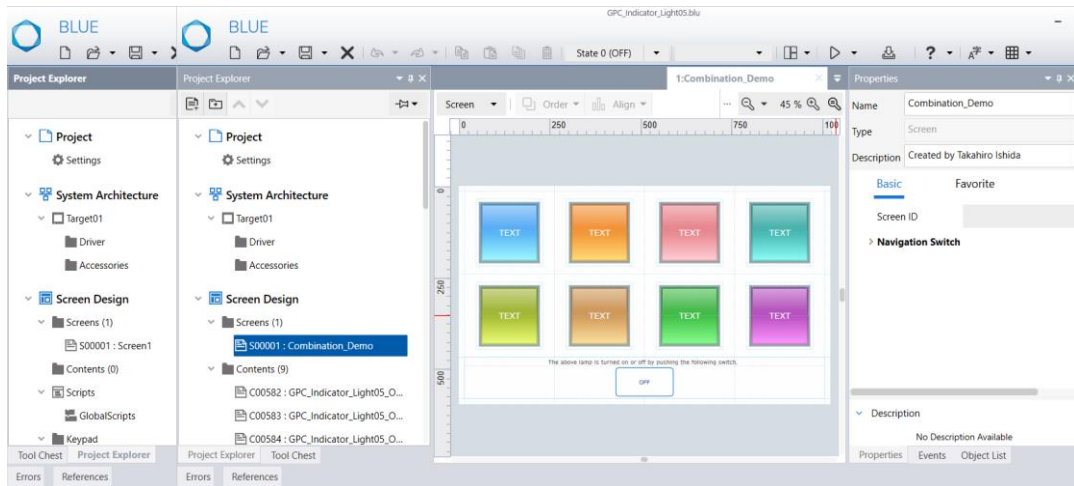 GPC_Indicator_Light05.blu
BLUE
BLUE
State 0 (OFF)
Project Explorer
Project
Settings
System Architecture
Target01
Driver
Accessories
Screen Design
Screens (1)
S00001 : Screen1
Contents (0)
Scripts
GlobalScripts
Keypad
Tool Chest Project Explorer
Errors References
Project Explorer
Project
Settings
System Architecture
Target01
Driver
Accessories
Screen Design
Screens (1)
S00001 : Combination_Demo
Contents (9)
C00582 : GPC_Indicator_Light05_O...
C00583 : GPC_Indicator_Light05_O...
C00584 : GPC_Indicator_Light05_O...
Project Explorer Tool Chest
Errors References
1:Combination_Demo
Screen Order Align ... 45 %
0 250 500 750 100
0
250
500
TEXT TEXT TEXT TEXT
TEXT TEXT TEXT TEXT
The above lamp is turned on or off by pushing the following switch.
OFF
Properties
Name Combination_Demo
Type Screen
Description Created by Takahiro Ishida
Basic Favorite
Screen ID
Navigation Switch
Description
No Description Available
Properties Events Object List